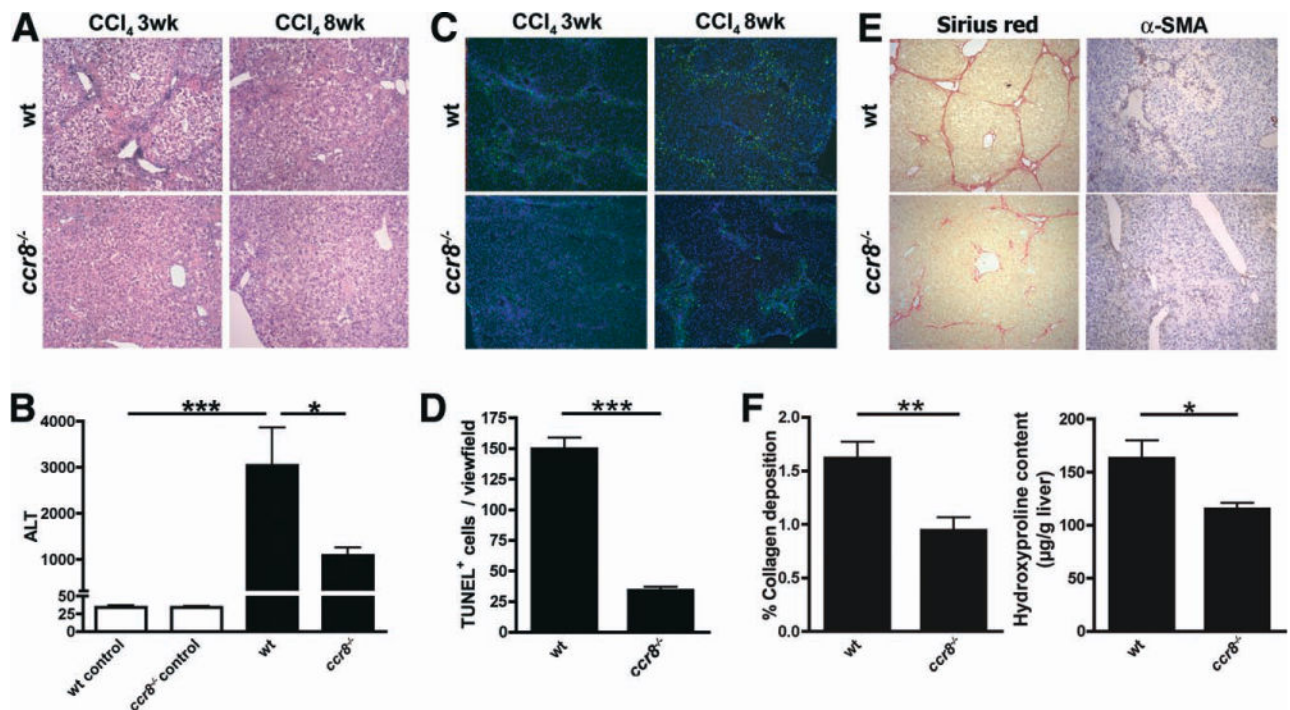 A
CCl4 3wk
CCl4 8wk
wt
ccr8-/-
C
CCl4 3wk
CCl4 8wk
wt
ccr8-/-
E
Sirius red
α-SMA
wt
ccr8-/-
B
***
*
ALT
4000
3000
2000
1000
50
25
0
wt control
ccr8-/- control
wt
ccr8-/-
D
***
TUNEL+ cells / viewfield
175
150
125
100
75
50
25
0
wt
ccr8-/-
F
**
% Collagen deposition
2.0
1.5
1.0
0.5
0.0
wt
ccr8-/-
*
Hydroxyproline content
(µg/g liver)
200
150
100
50
0
wt
ccr8-/-